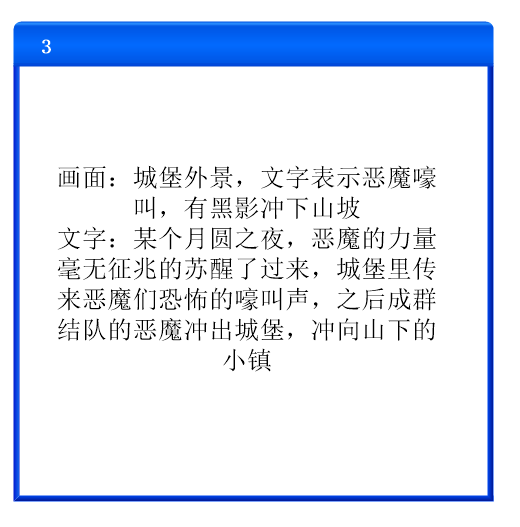 3
画面：城堡外景，文字表示恶魔嚎
叫，有黑影冲下山坡
文字：某个月圆之夜，恶魔的力量
毫无征兆的苏醒了过来，城堡里传
来恶魔们恐怖的嚎叫声，之后成群
结队的恶魔冲出城堡，冲向山下的
小镇